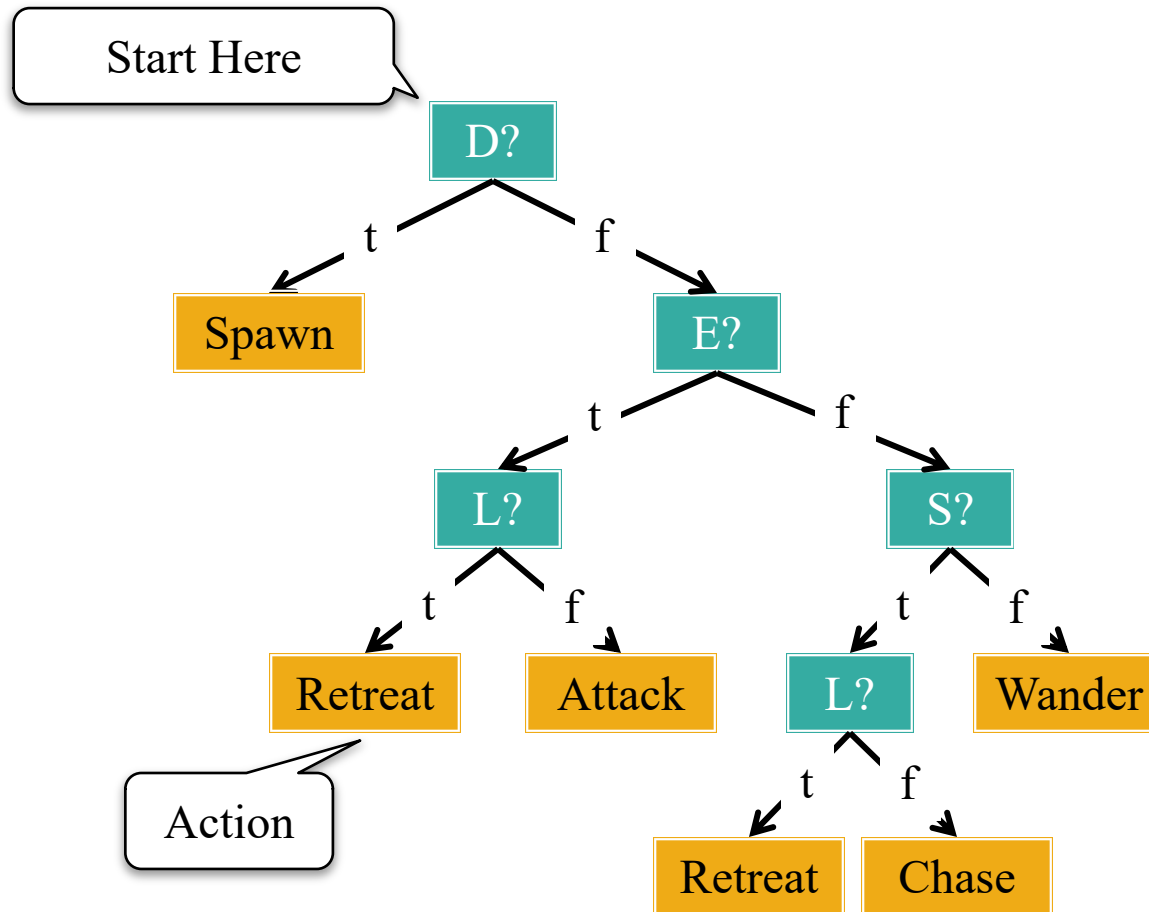 Start Here
D?
t
f
Spawn
E?
t
f
L?
S?
t
f
t
f
Retreat
Attack
L?
Wander
t
f
Action
Retreat
Chase